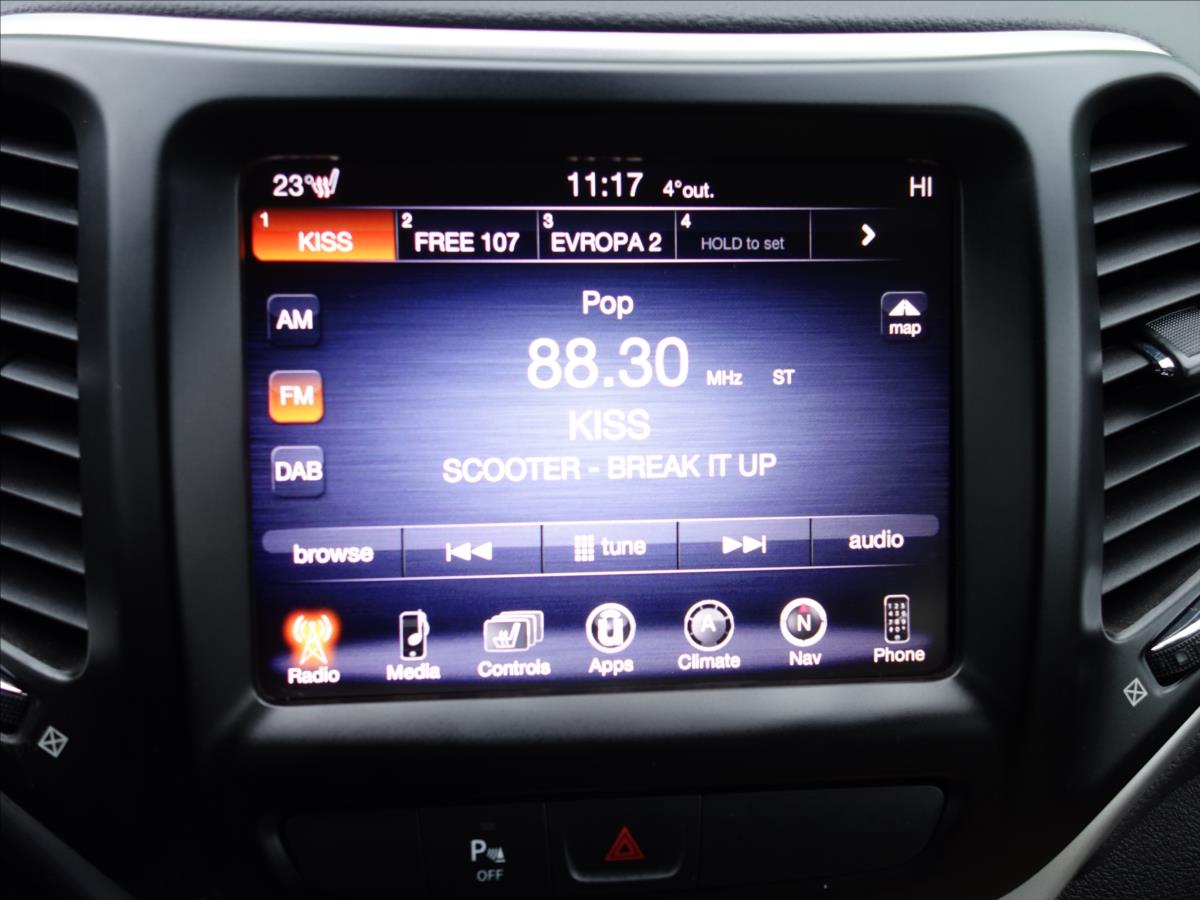 23° 11:17 4°out. HI
1 KISS 2 FREE 107 3 EVROPA 2 4 HOLD to set
Pop
AM
map
88.30 MHz ST
FM
KISS
SCOOTER - BREAK IT UP
DAB
browse tune audio
Radio Media Controls Apps Climate Nav Phone
P
OFF